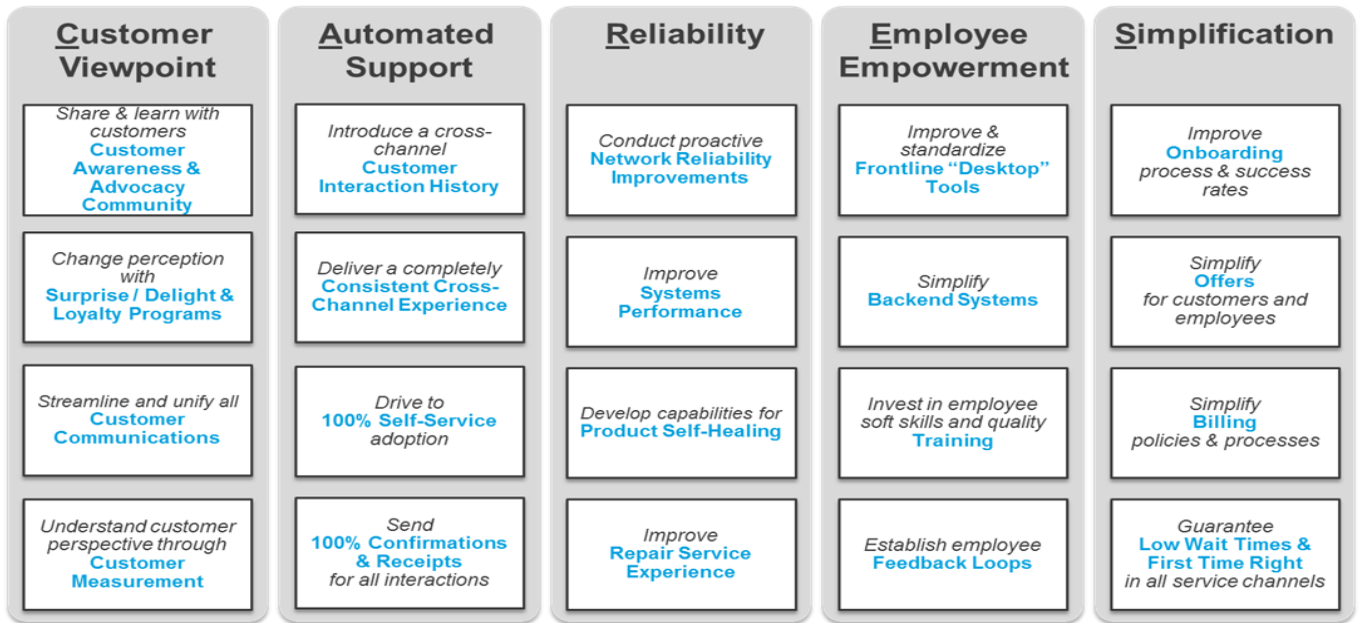 Customer
Viewpoint
Share & learn with
customers
Customer
Awareness &
Advocacy
Community
Change perception
with
Surprise / Delight &
Loyalty Programs
Streamline and unify all
Customer
Communications
Understand customer
perspective through
Customer
Measurement
Automated
Support
Introduce a cross-
channel
Customer
Interaction History
Deliver a completely
Consistent Cross-
Channel Experience
Drive to
100% Self-Service
adoption
Send
100% Confirmations
& Receipts
for all interactions
Reliability
Conduct proactive
Network Reliability
Improvements
Improve
Systems
Performance
Develop capabilities for
Product Self-Healing
Improve
Repair Service
Experience
Employee
Empowerment
Improve &
standardize
Frontline “Desktop”
Tools
Simplify
Backend Systems
Invest in employee
soft skills and quality
Training
Establish employee
Feedback Loops
Simplification
Improve
Onboarding
process & success
rates
Simplify
Offers
for customers and
employees
Simplify
Billing
policies & processes
Guarantee
Low Wait Times &
First Time Right
in all service channels